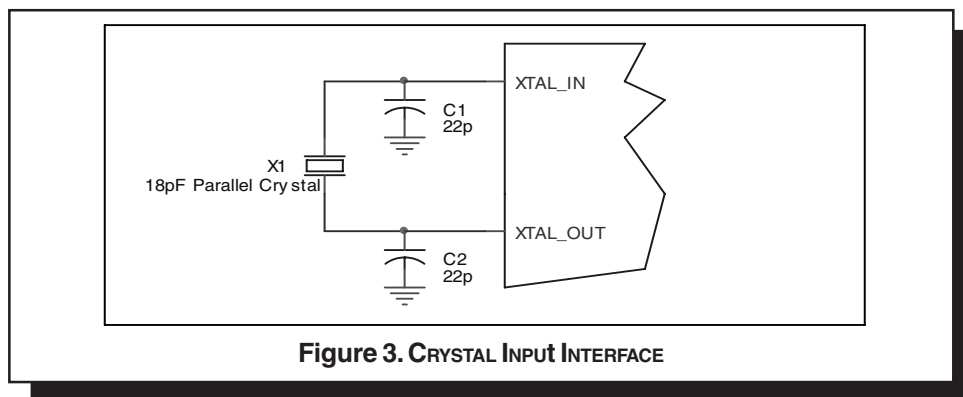 XTAL_IN
C1
22p
X1
18pF Parallel Crystal
XTAL_OUT
C2
22p
Figure 3. CRYSTAL INPUt INTERFACE